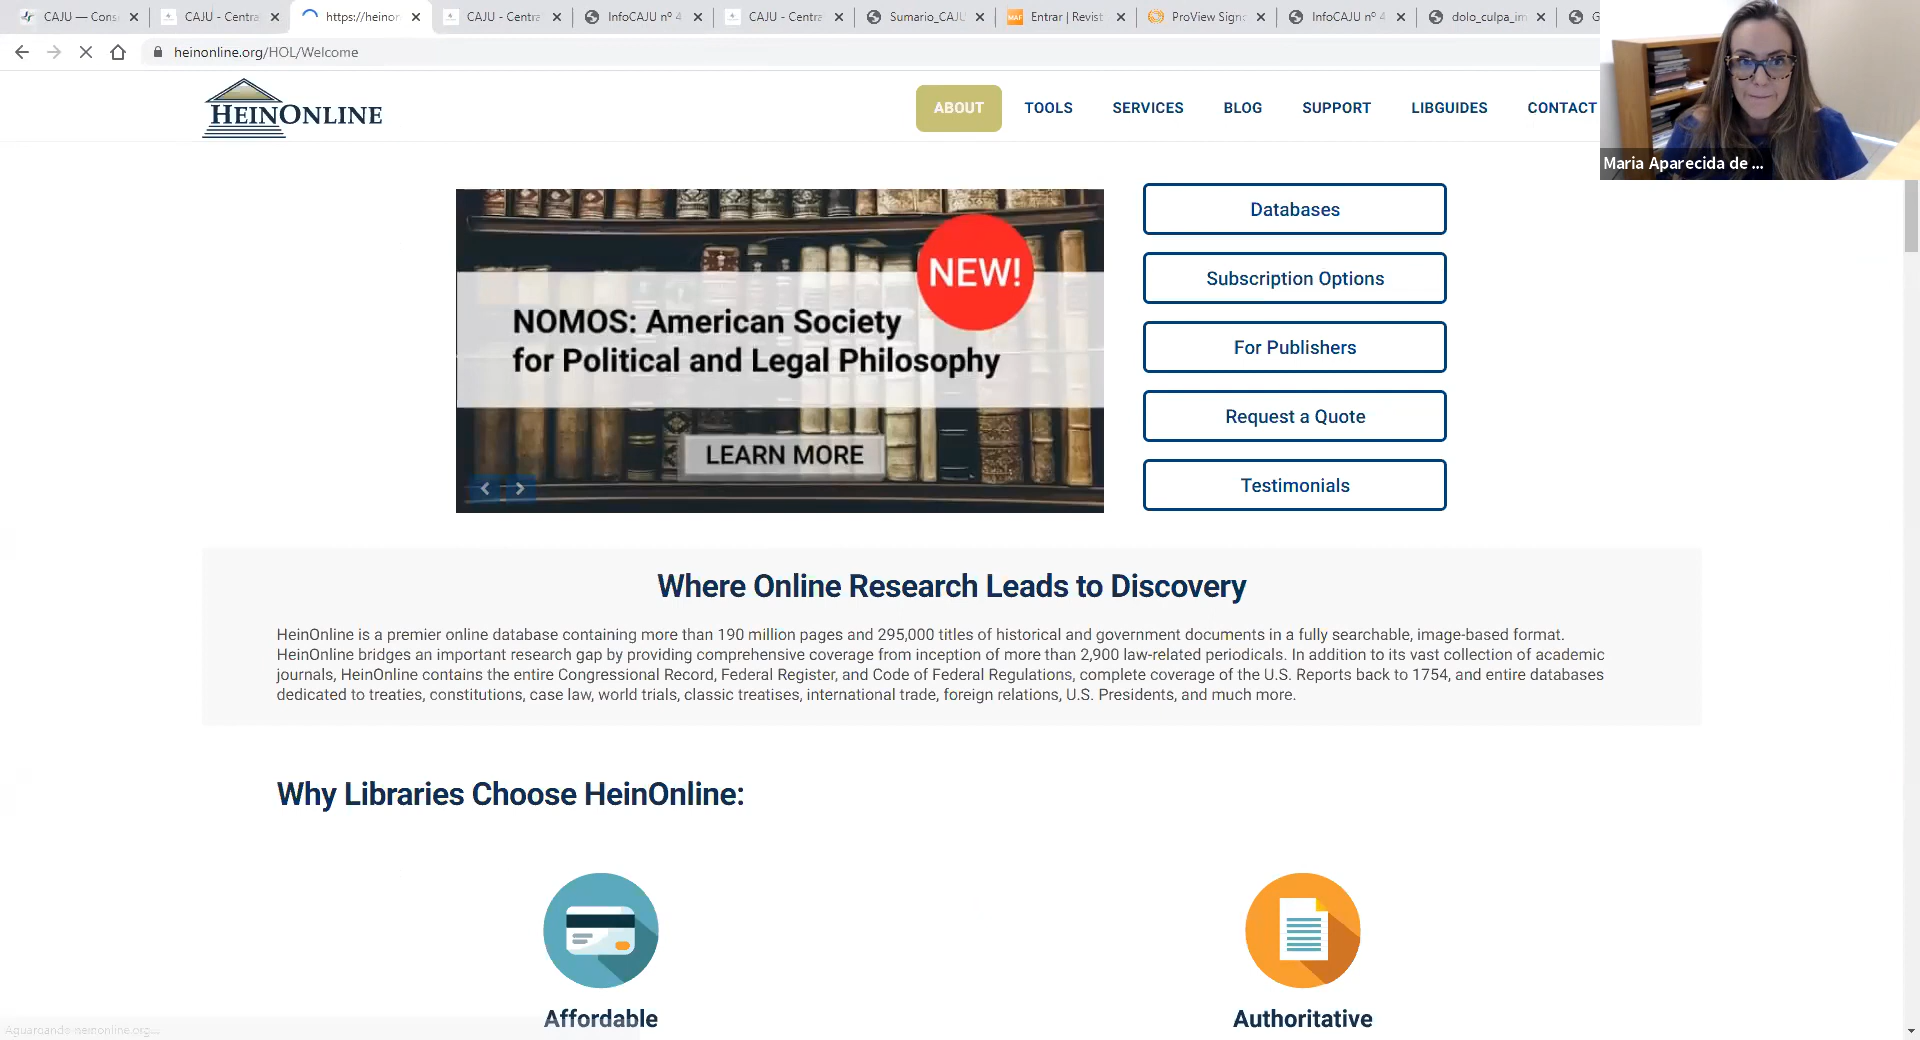 CAJU — Cons
CAJU - Centra
https://heinon
CAJU - Centra
InfoCAJU nº 4
CAJU - Centra
Sumario_CAJU
Entrar | Revist
ProView Sign
InfoCAJU nº 4
dolo_culpa_im
G
heinonline.org/HOL/Welcome
HEINONLINE
ABOUT
TOOLS
SERVICES
BLOG
SUPPORT
LIBGUIDES
CONTACT
Maria Aparecida de ...
NEW!
NOMOS: American Society
for Political and Legal Philosophy
LEARN MORE
Databases
Subscription Options
For Publishers
Request a Quote
Testimonials
Where Online Research Leads to Discovery
HeinOnline is a premier online database containing more than 190 million pages and 295,000 titles of historical and government documents in a fully searchable, image-based format.
HeinOnline bridges an important research gap by providing comprehensive coverage from inception of more than 2,900 law-related periodicals. In addition to its vast collection of academic
journals, HeinOnline contains the entire Congressional Record, Federal Register, and Code of Federal Regulations, complete coverage of the U.S. Reports back to 1754, and entire databases
dedicated to treaties, constitutions, case law, world trials, classic treatises, international trade, foreign relations, U.S. Presidents, and much more.
Why Libraries Choose HeinOnline:
Affordable
Authoritative